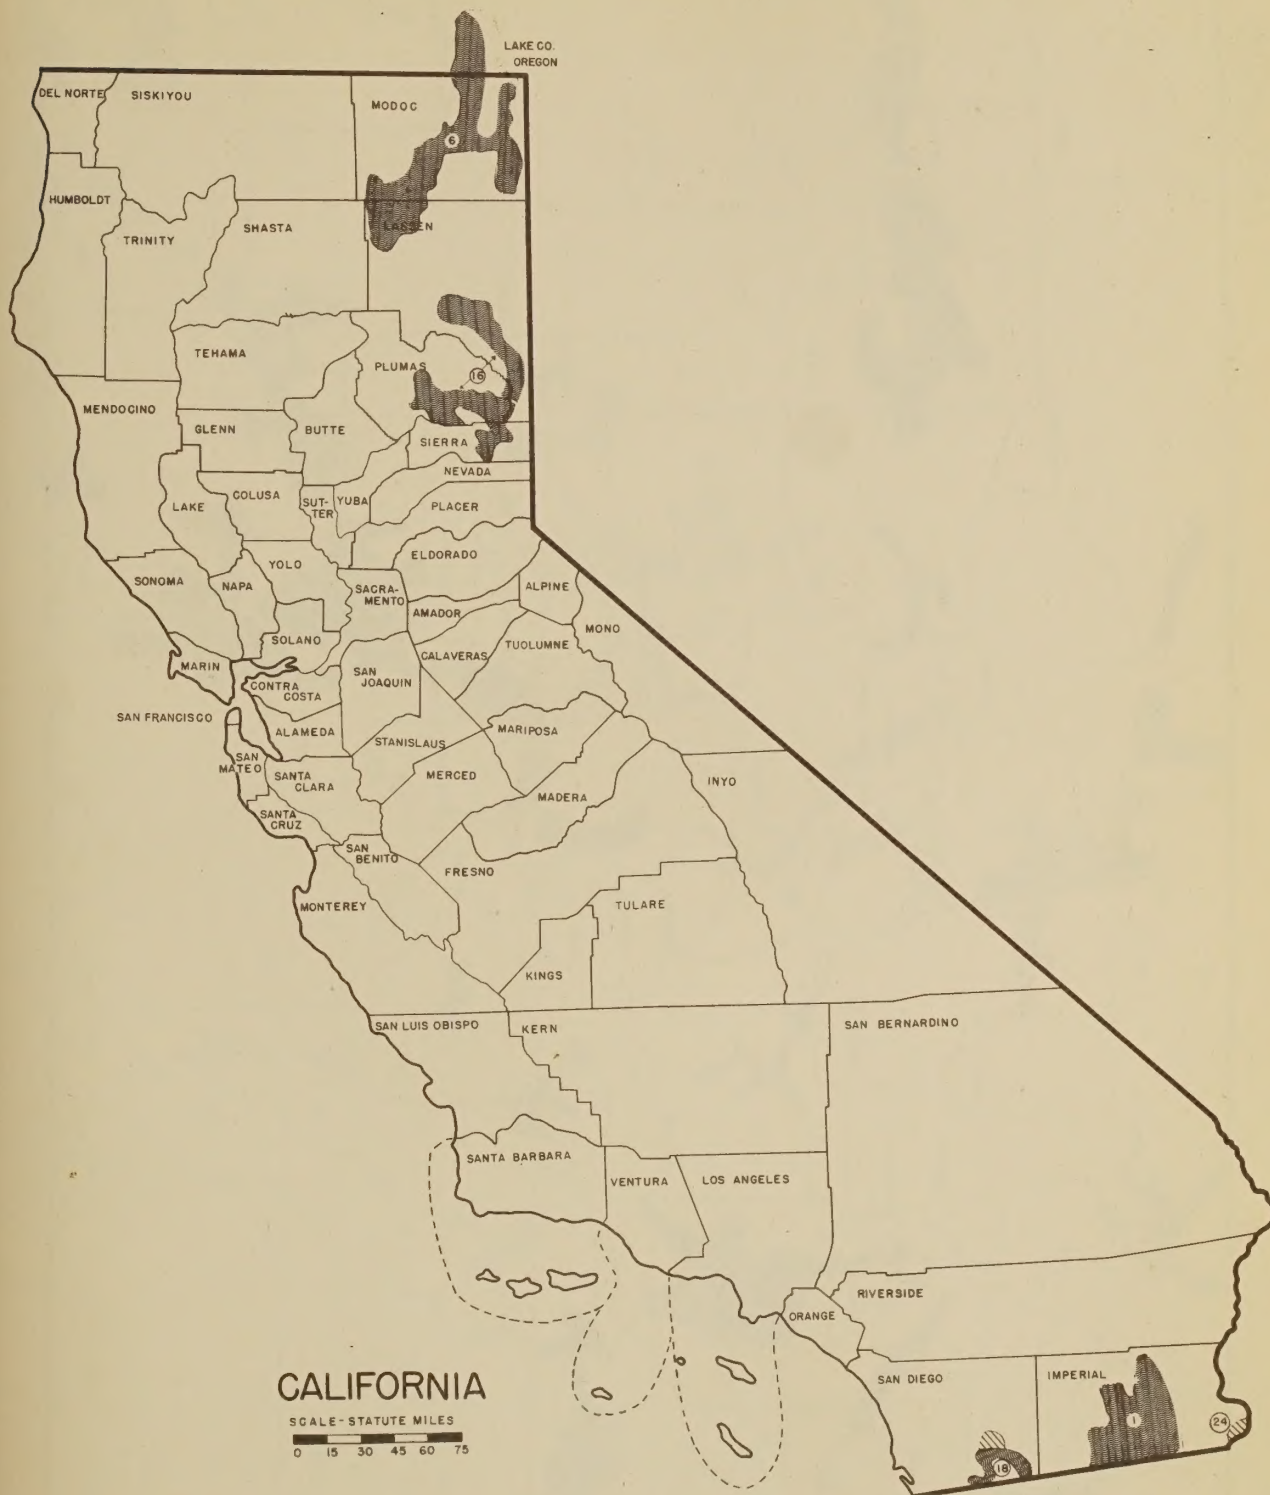 LAKE CO.
OREGON
DEL NORTE
SISKIYOU
MODOC
6
HUMBOLDT
TRINITY
SHASTA
LASSEN
TEHAMA
PLUMAS
16
MENDOCINO
GLENN
BUTTE
SIERRA
NEVADA
LAKE
COLUSA
SUT-
TER
YUBA
PLACER
ELDORADO
SONOMA
NAPA
YOLO
SACRA-
MENTO
ALPINE
AMADOR
MONO
SOLANO
CALAVERAS
TUOLUMNE
MARIN
CONTRA
COSTA
SAN
JOAQUIN
SAN FRANCISCO
ALAMEDA
STANISLAUS
MARIPOSA
SAN
MATEO
SANTA
CLARA
MERCED
INYO
MADERA
SANTA
CRUZ
SAN
BENITO
FRESNO
MONTEREY
TULARE
KINGS
SAN LUIS OBISPO
KERN
SAN BERNARDINO
SANTA BARBARA
VENTURA
LOS ANGELES
RIVERSIDE
ORANGE
SAN DIEGO
IMPERIAL
1
24
18
CALIFORNIA
SCALE-STATUTE MILES
0 15 30 45 60 75